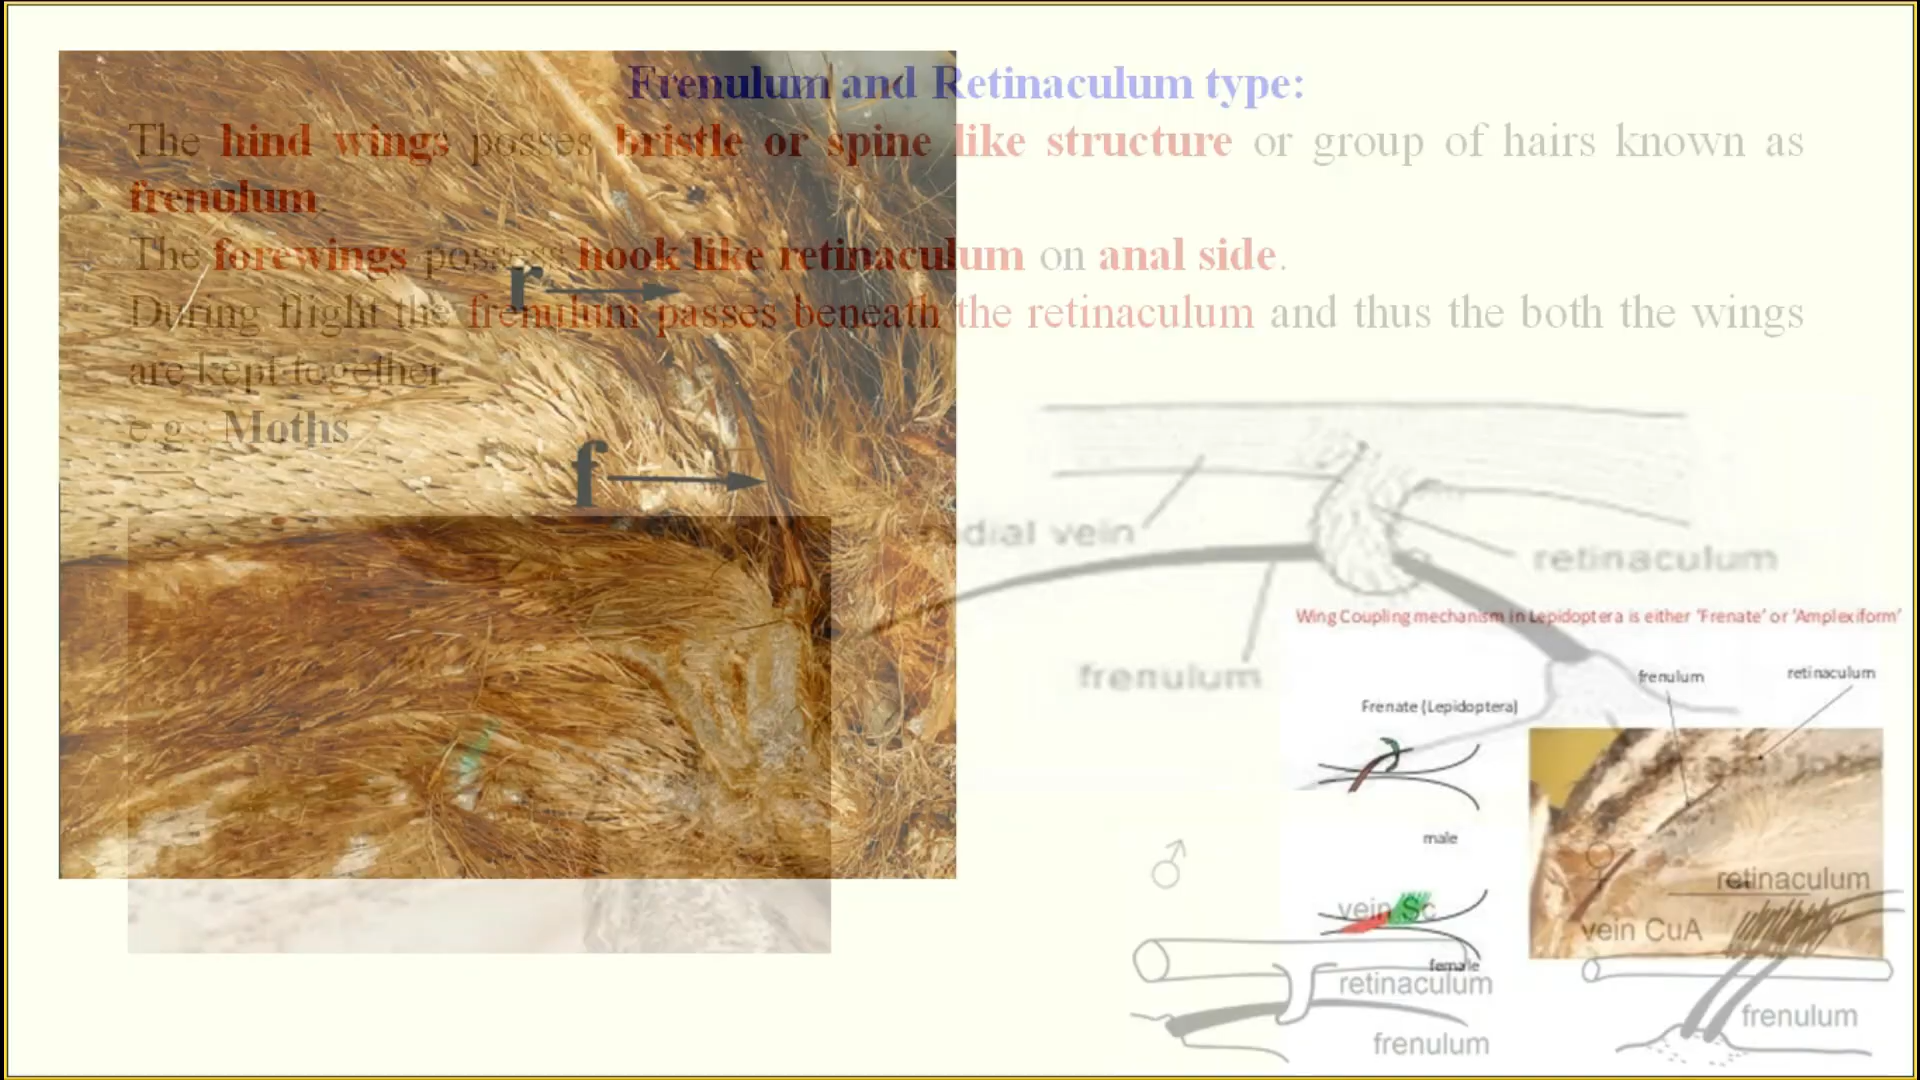 Frenulum and Retinaculum type:
The hind wings posses bristle or spine like structure or group of hairs known as
frenulum.
The forewings possess hook like retinaculum on anal side.
During flight the frenulum passes beneath the retinaculum and thus the both the wings
are kept together.
e.g.: Moths
r
f
dial vein
retinaculum
frenulum
Wing Coupling mechanism in Lepidoptera is either 'Frenate' or 'Amplexiform'
frenulum
retinaculum
Frenate (Lepidoptera)
male
female
♂
vein Sc
retinaculum
frenulum
♀
retinaculum
vein CuA
frenulum